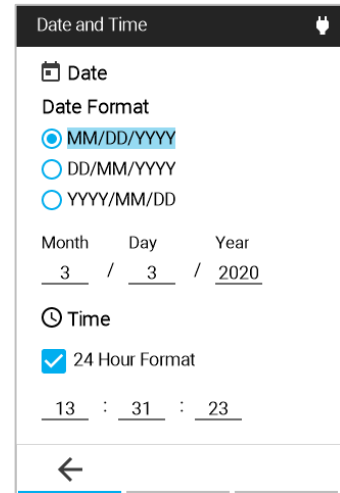 Date and Time
Date
Date Format
MM/DD/YYYY
DD/MM/YYYY
YYYY/MM/DD
Month Day Year
3 / 3 / 2020
Time
24 Hour Format
13 : 31 : 23